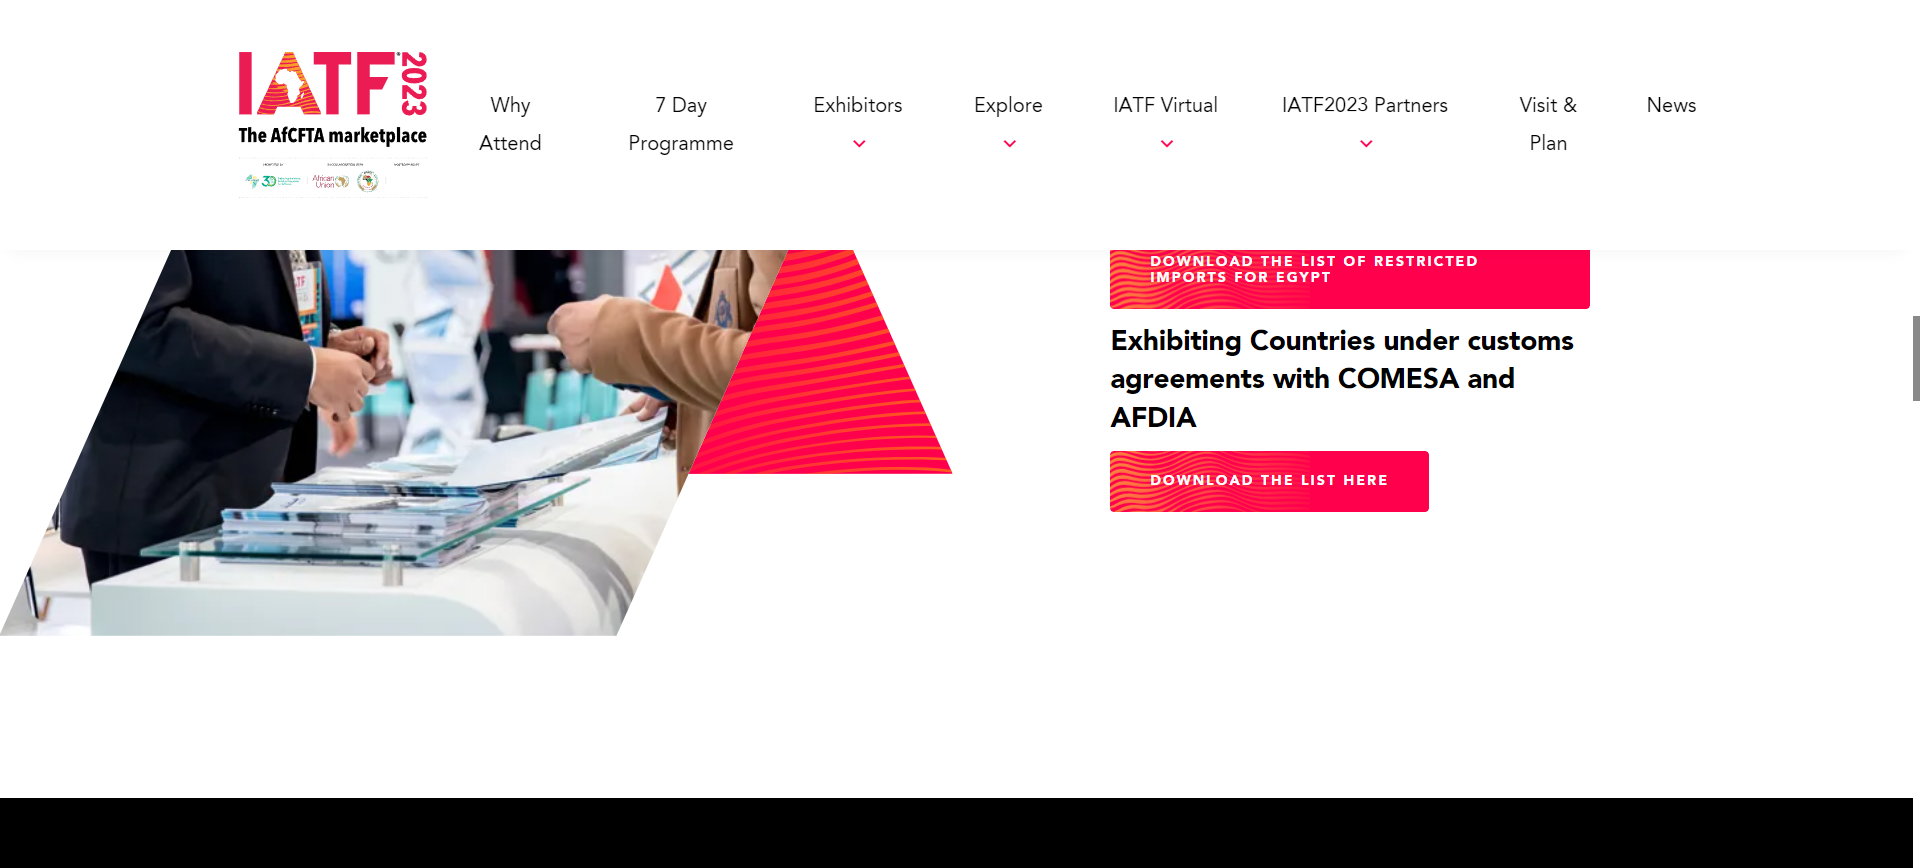 IATF 2023
The AfCFTA marketplace
African
Union
Why
Attend
7 Day
Programme
Exhibitors
Explore
IATF Virtual
IATF2023 Partners
Visit &
Plan
News
DOWNLOAD THE LIST OF RESTRICTED
IMPORTS FOR EGYPT
Exhibiting Countries under customs
agreements with COMESA and
AFDIA
DOWNLOAD THE LIST HERE